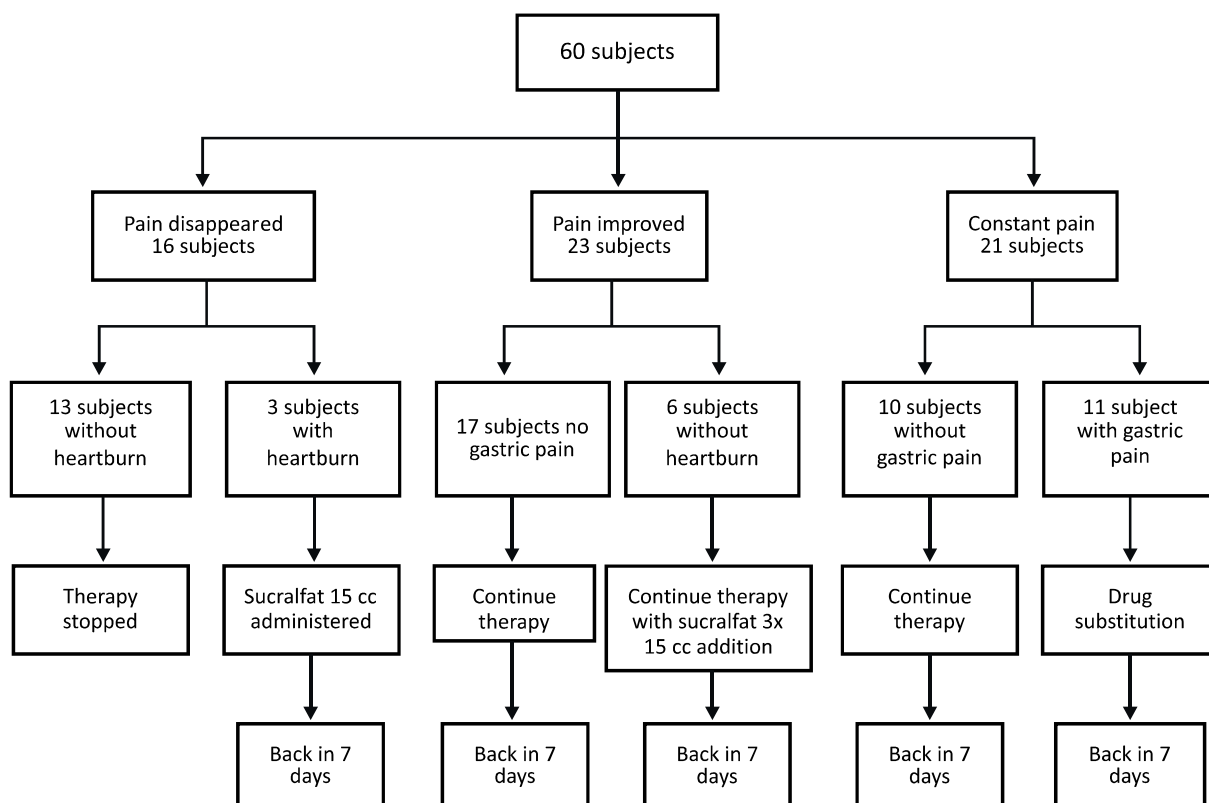 60 subjects
Pain disappeared
16 subjects
Pain improved
23 subjects
Constant pain
21 subjects
13 subjects
without
heartburn
3 subjects
with
heartburn
17 subjects no
gastric pain
6 subjects
without
heartburn
10 subjects
without
gastric pain
11 subject
with gastric
pain
Therapy
stopped
Sucralfat 15 cc
administered
Continue
therapy
Continue therapy
with sucralfat 3x
15 cc addition
Continue
therapy
Drug
substitution
Back in 7
days
Back in 7
days
Back in 7
days
Back in 7
days
Back in 7
days